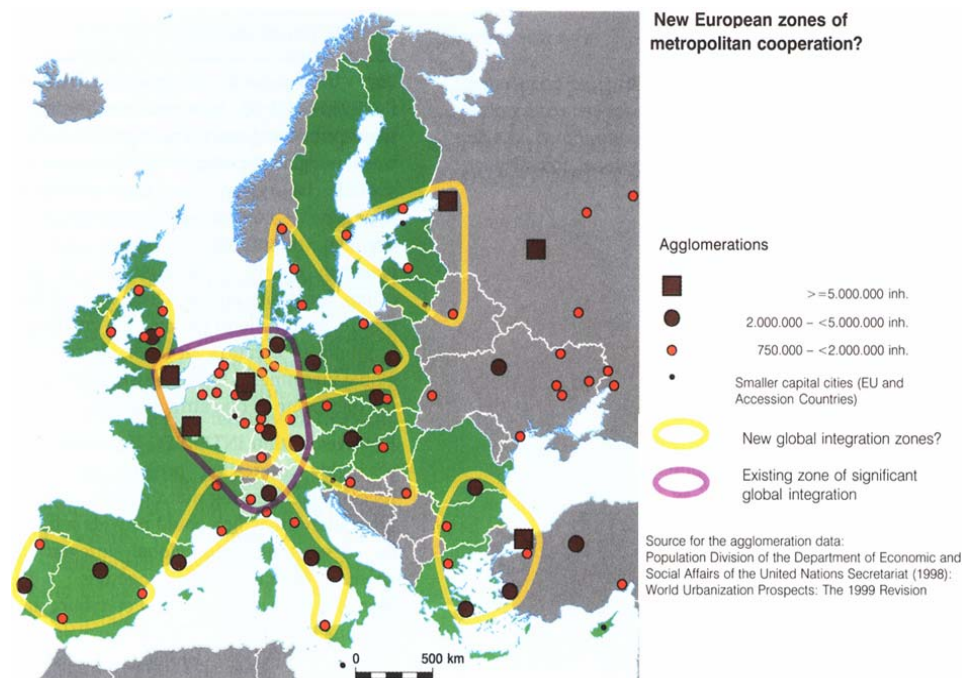 New European zones of
metropolitan cooperation?
Agglomerations
>=5.000.000 inh.
2.000.000 – <5.000.000 inh.
750.000 – <2.000.000 inh.
Smaller capital cities (EU and
Accession Countries)
New global integration zones?
Existing zone of significant
global integration
Source for the agglomeration data:
Population Division of the Department of Economic and
Social Affairs of the United Nations Secretariat (1998):
World Urbanization Prospects: The 1999 Revision
0 500 km